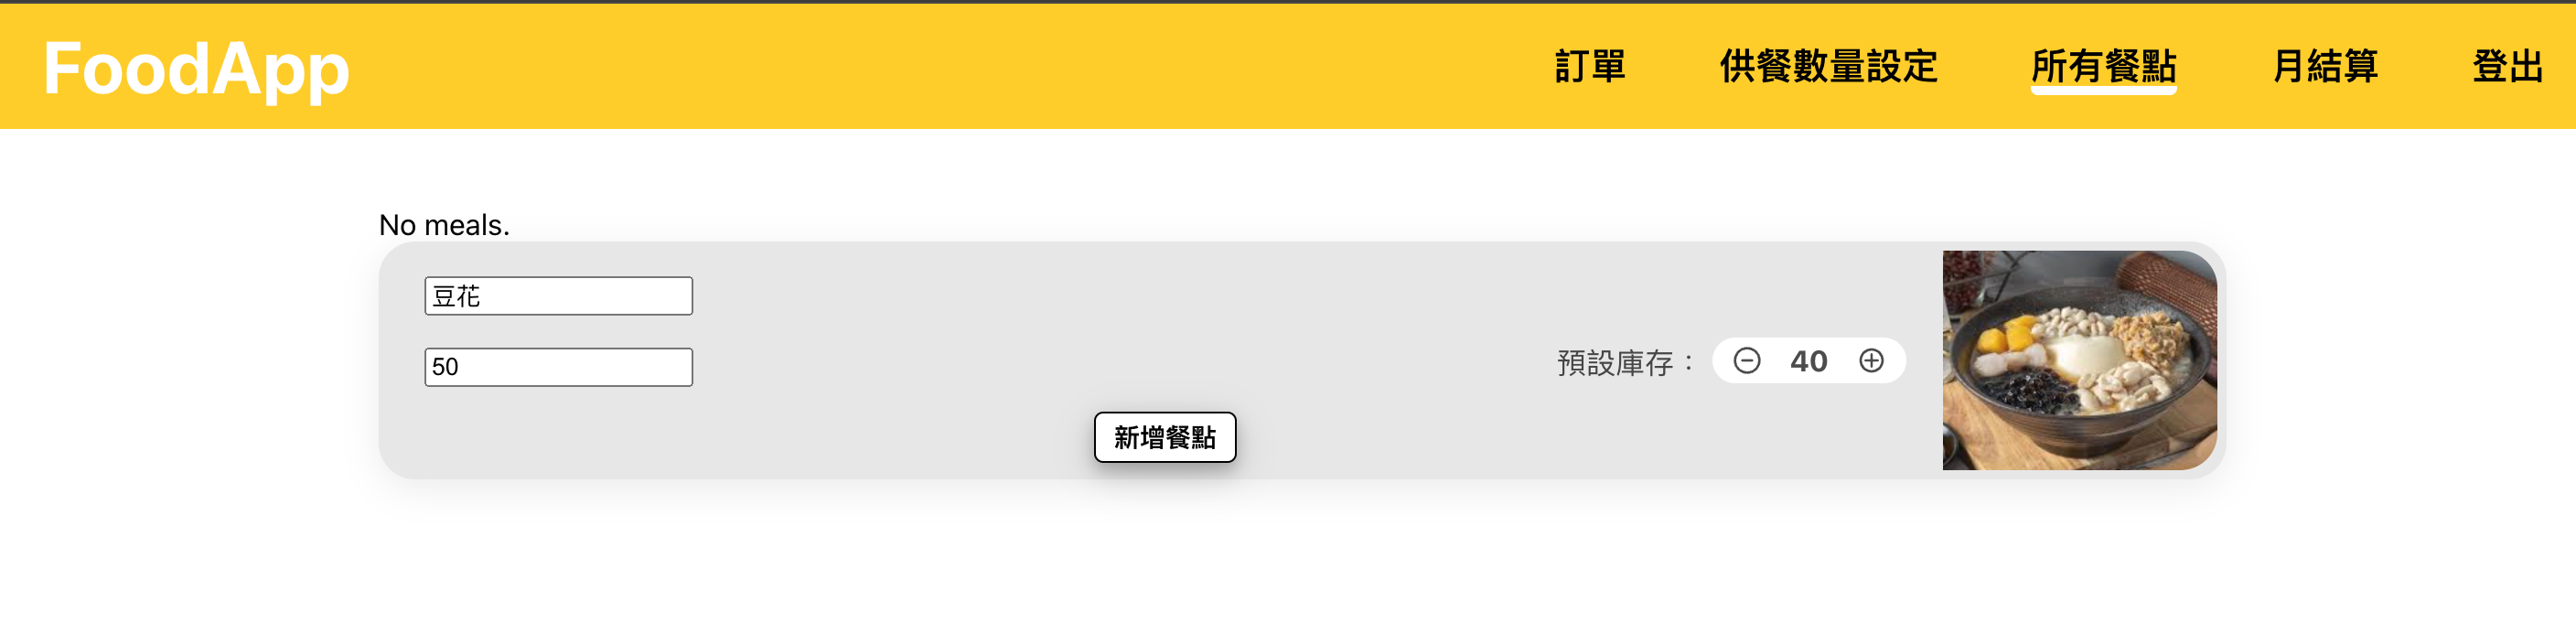 FoodApp
訂單
供餐數量設定
所有餐點
月結算
登出
No meals.
豆花
50
預設庫存：
40
新增餐點